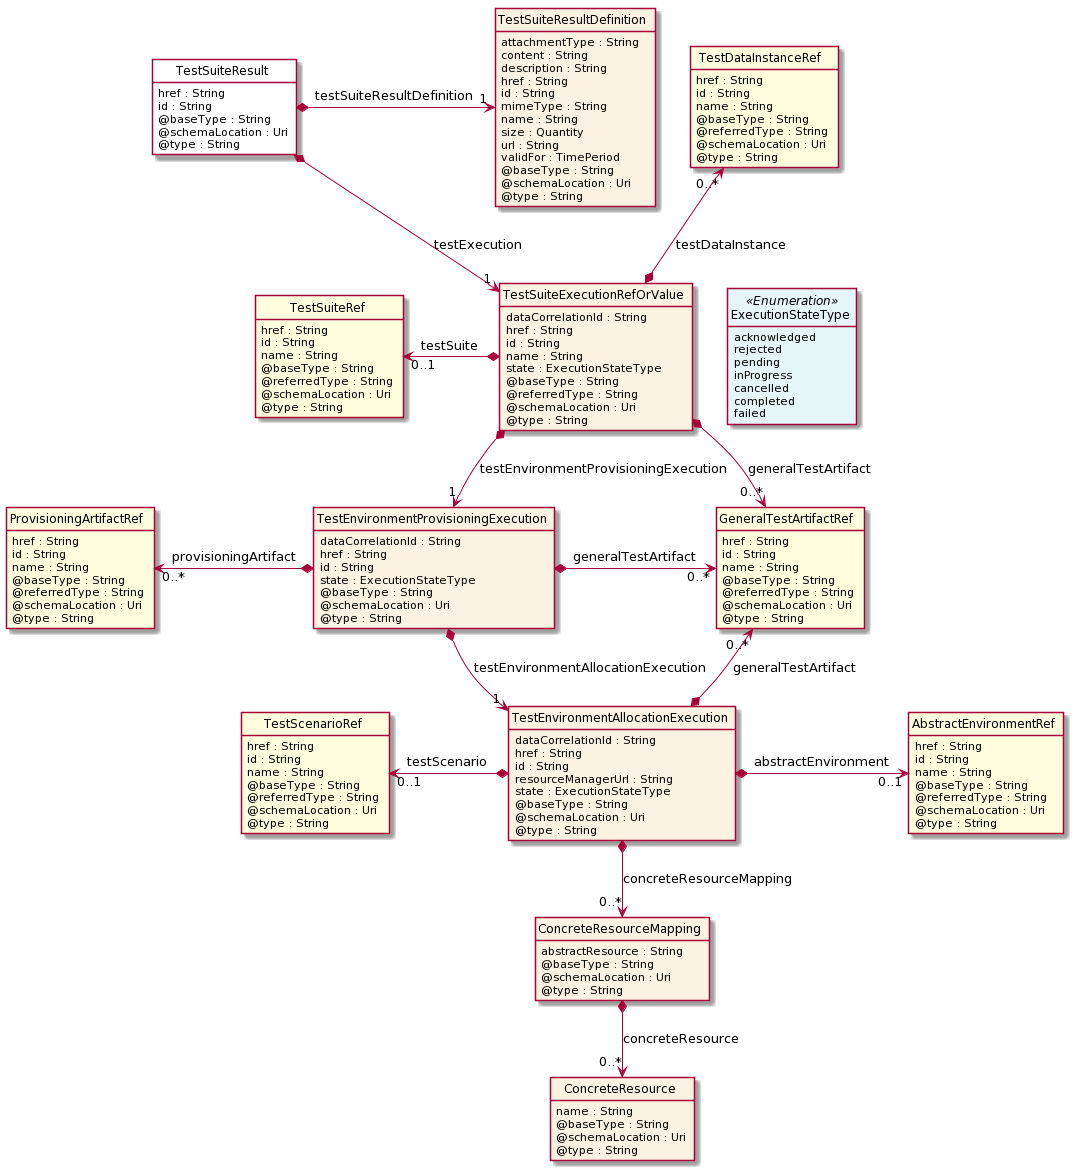 TestSuiteResultDefinition
attachmentType : String
content : String
description : String
href : String
id : String
mimeType : String
name : String
size : Quantity
url : String
validFor : TimePeriod
@baseType : String
@schemaLocation : Uri
@type : String
TestSuiteResult
href : String
id : String
@baseType : String
@schemaLocation : Uri
@type : String
testSuiteResultDefinition
1
TestDataInstanceRef
href : String
id : String
name : String
@baseType : String
@referredType : String
@schemaLocation : Uri
@type : String
0..*
testDataInstance
testExecution
1
TestSuiteExecutionRefOrValue
dataCorrelationId : String
href : String
id : String
name : String
state : ExecutionStateType
@baseType : String
@referredType : String
@schemaLocation : Uri
@type : String
TestSuiteRef
href : String
id : String
name : String
@baseType : String
@referredType : String
@schemaLocation : Uri
@type : String
testSuite
0..1
«Enumeration»
ExecutionStateType
acknowledged
rejected
pending
inProgress
cancelled
completed
failed
testEnvironmentProvisioningExecution
1
generalTestArtifact
0..*
ProvisioningArtifactRef
href : String
id : String
name : String
@baseType : String
@referredType : String
@schemaLocation : Uri
@type : String
provisioningArtifact
0..*
TestEnvironmentProvisioningExecution
dataCorrelationId : String
href : String
id : String
state : ExecutionStateType
@baseType : String
@schemaLocation : Uri
@type : String
generalTestArtifact
0..*
GeneralTestArtifactRef
href : String
id : String
name : String
@baseType : String
@referredType : String
@schemaLocation : Uri
@type : String
0..*
generalTestArtifact
testEnvironmentAllocationExecution
1
TestScenarioRef
href : String
id : String
name : String
@baseType : String
@referredType : String
@schemaLocation : Uri
@type : String
testScenario
0..1
TestEnvironmentAllocationExecution
dataCorrelationId : String
href : String
id : String
resourceManagerUrl : String
state : ExecutionStateType
@baseType : String
@schemaLocation : Uri
@type : String
abstractEnvironment
0..1
AbstractEnvironmentRef
href : String
id : String
name : String
@baseType : String
@referredType : String
@schemaLocation : Uri
@type : String
concreteResourceMapping
0..*
ConcreteResourceMapping
abstractResource : String
@baseType : String
@schemaLocation : Uri
@type : String
concreteResource
0..*
ConcreteResource
name : String
@baseType : String
@schemaLocation : Uri
@type : String